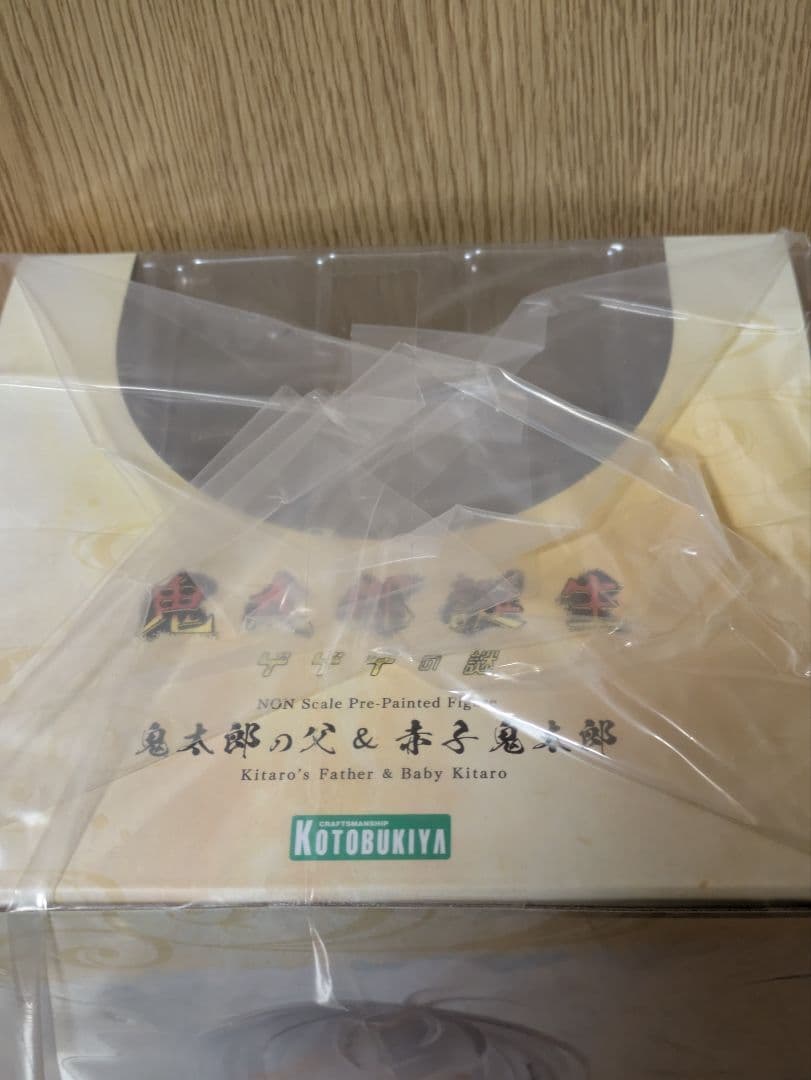 鬼太郎誕生
ゲゲゲの謎
NON Scale Pre-Painted Figure
鬼太郎の父 & 赤子鬼太郎
Kitaro's Father & Baby Kitaro
CRAFTSMANSHIP
KOTOBUKIYA